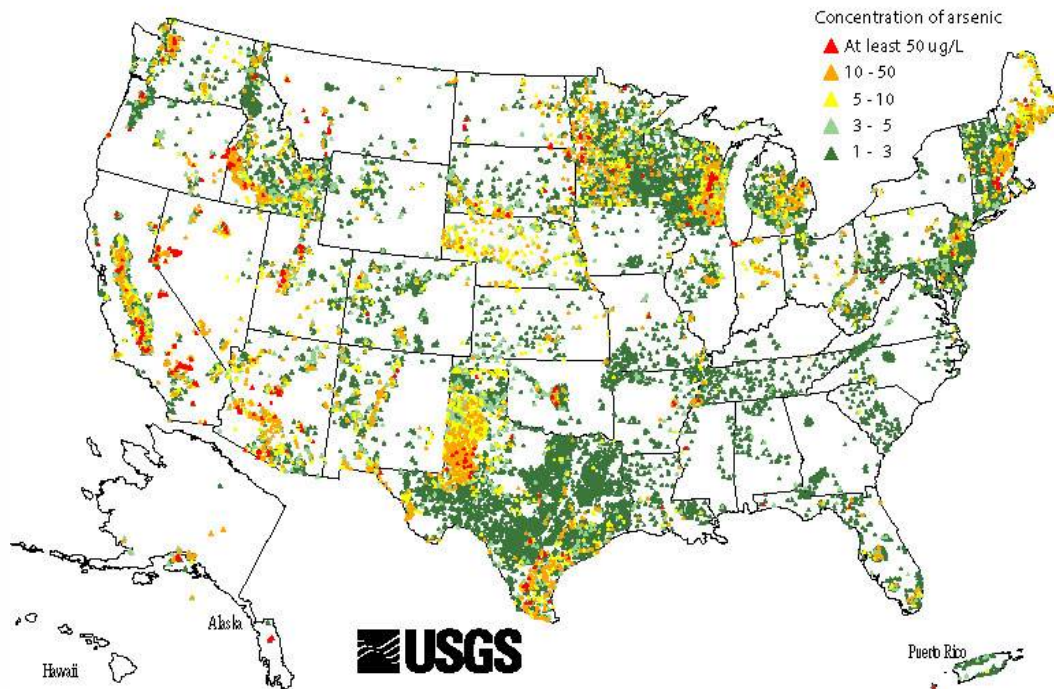 Concentration of arsenic
At least 50 ug/L
10 - 50
5 - 10
3 - 5
1 - 3
Alaska
Hawaii
USGS
Puerto Rico